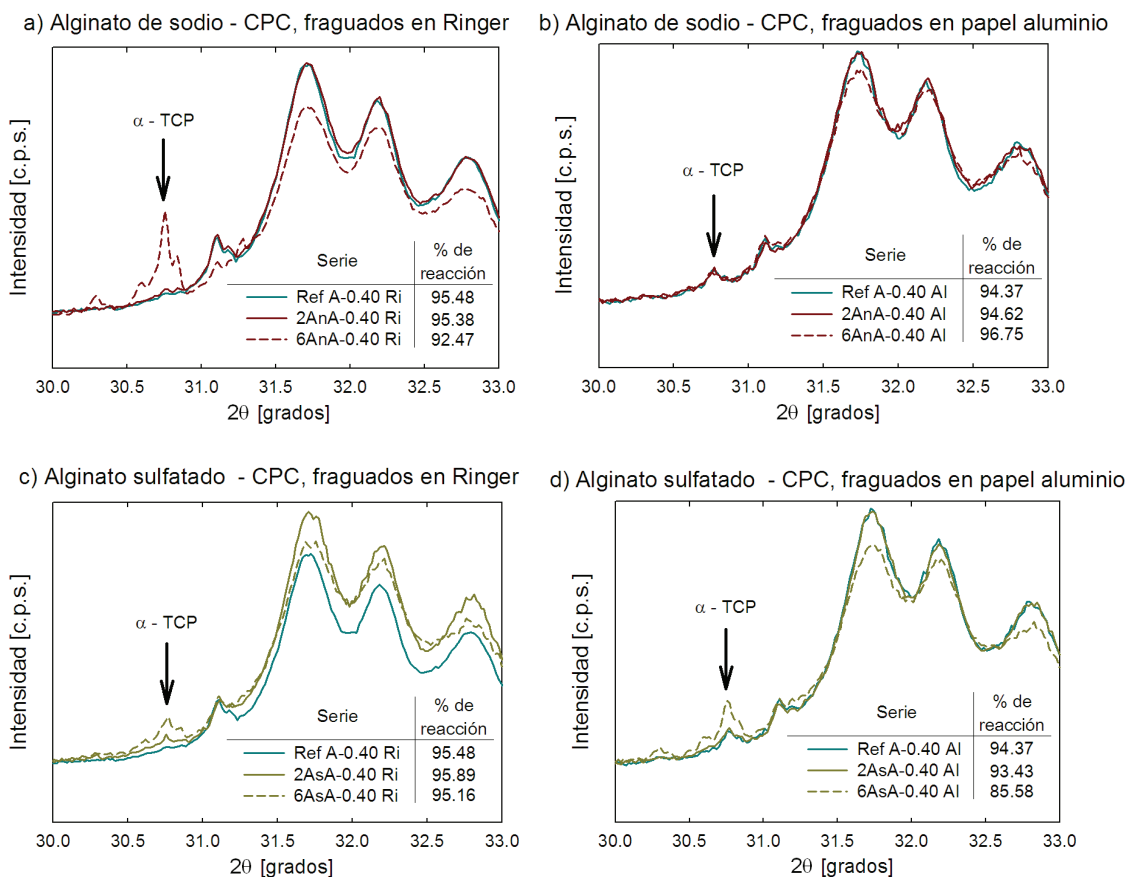 a) Alginato de sodio - CPC, fraguados en Ringer
Intensidad [c.p.s.]
α - TCP
Serie % de reacción
Ref A-0.40 Ri 95.48
2AnA-0.40 Ri 95.38
6AnA-0.40 Ri 92.47
30.0 30.5 31.0 31.5 32.0 32.5 33.0
2θ [grados]
b) Alginato de sodio - CPC, fraguados en papel aluminio
Intensidad [c.p.s.]
α - TCP
Serie % de reacción
Ref A-0.40 Al 94.37
2AnA-0.40 Al 94.62
6AnA-0.40 Al 96.75
30.0 30.5 31.0 31.5 32.0 32.5 33.0
2θ [grados]
c) Alginato sulfatado - CPC, fraguados en Ringer
Intensidad [c.p.s.]
α - TCP
Serie % de reacción
Ref A-0.40 Ri 95.48
2AsA-0.40 Ri 95.89
6AsA-0.40 Ri 95.16
30.0 30.5 31.0 31.5 32.0 32.5 33.0
2θ [grados]
d) Alginato sulfatado - CPC, fraguados en papel aluminio
Intensidad [c.p.s.]
α - TCP
Serie % de reacción
Ref A-0.40 Al 94.37
2AsA-0.40 Al 93.43
6AsA-0.40 Al 85.58
30.0 30.5 31.0 31.5 32.0 32.5 33.0
2θ [grados]